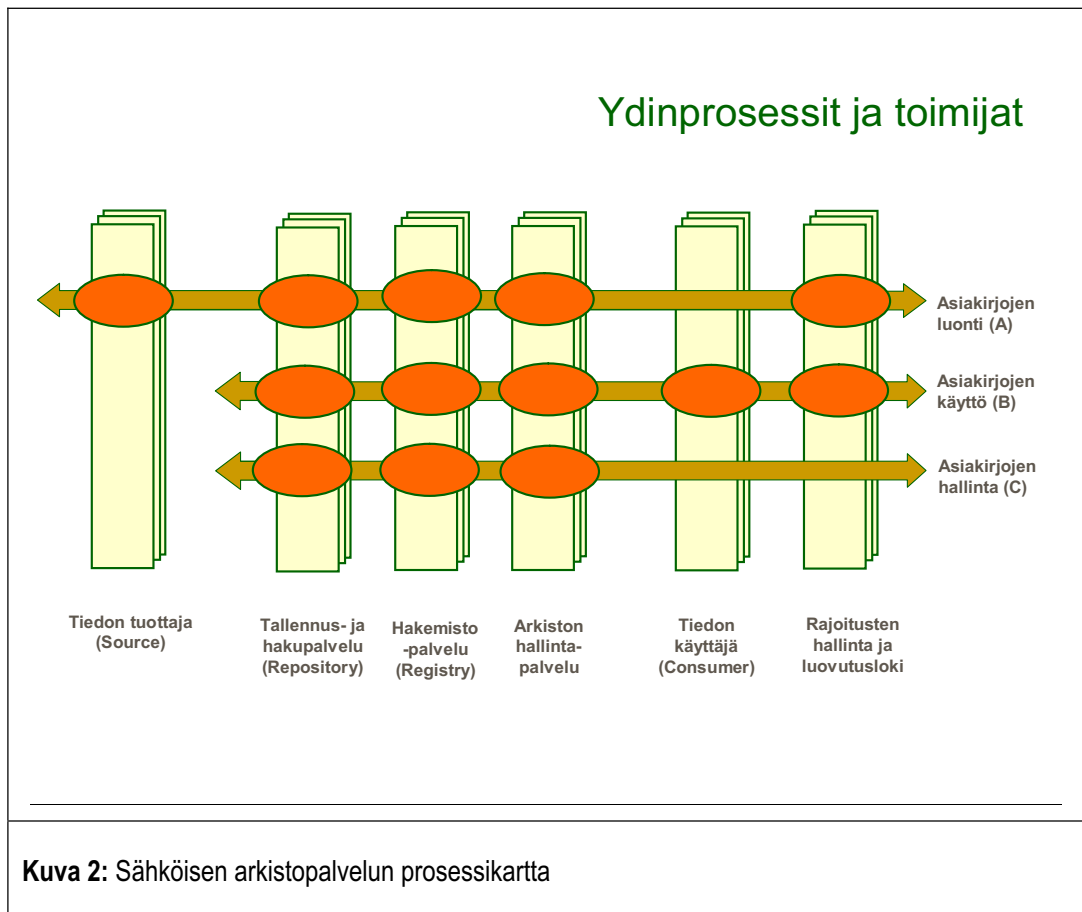 Ydinprosessit ja toimijat
Asiakirjojen
luonti (A)
Asiakirjojen
käyttö (B)
Asiakirjojen
hallinta (C)
Tiedon tuottaja
(Source)
Tallennus- ja
hakupalvelu
(Repository)
Hakemisto
-palvelu
(Registry)
Arkiston
hallinta-
palvelu
Tiedon
käyttäjä
(Consumer)
Rajoitusten
hallinta ja
luovutusloki
Kuva 2: Sähköisen arkistopalvelun prosessikartta